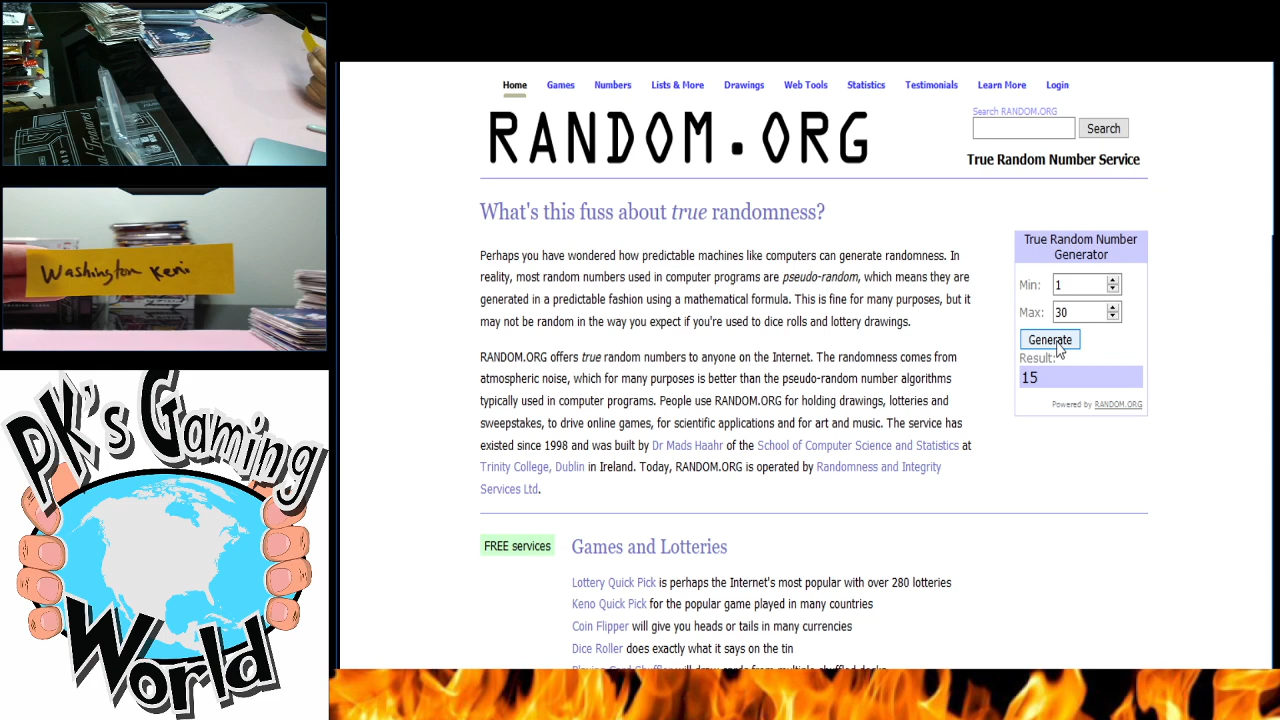 Washington Keni
PK's Gaming
World
Home Games Numbers Lists & More Drawings Web Tools Statistics Testimonials Learn More Login
RANDOM.ORG
Search RANDOM.ORG
Search
True Random Number Service
What's this fuss about true randomness?
Perhaps you have wondered how predictable machines like computers can generate randomness. In
reality, most random numbers used in computer programs are pseudo-random, which means they are
generated in a predictable fashion using a mathematical formula. This is fine for many purposes, but it
may not be random in the way you expect if you're used to dice rolls and lottery drawings.
RANDOM.ORG offers true random numbers to anyone on the Internet. The randomness comes from
atmospheric noise, which for many purposes is better than the pseudo-random number algorithms
typically used in computer programs. People use RANDOM.ORG for holding drawings, lotteries and
sweepstakes, to drive online games, for scientific applications and for art and music. The service has
existed since 1998 and was built by Dr Mads Haahr of the School of Computer Science and Statistics at
Trinity College, Dublin in Ireland. Today, RANDOM.ORG is operated by Randomness and Integrity
Services Ltd.
True Random Number
Generator
Min: 1
Max: 30
Generate
Result:
15
Powered by RANDOM.ORG
FREE services
Games and Lotteries
Lottery Quick Pick is perhaps the Internet's most popular with over 280 lotteries
Keno Quick Pick for the popular game played in many countries
Coin Flipper will give you heads or tails in many currencies
Dice Roller does exactly what it says on the tin